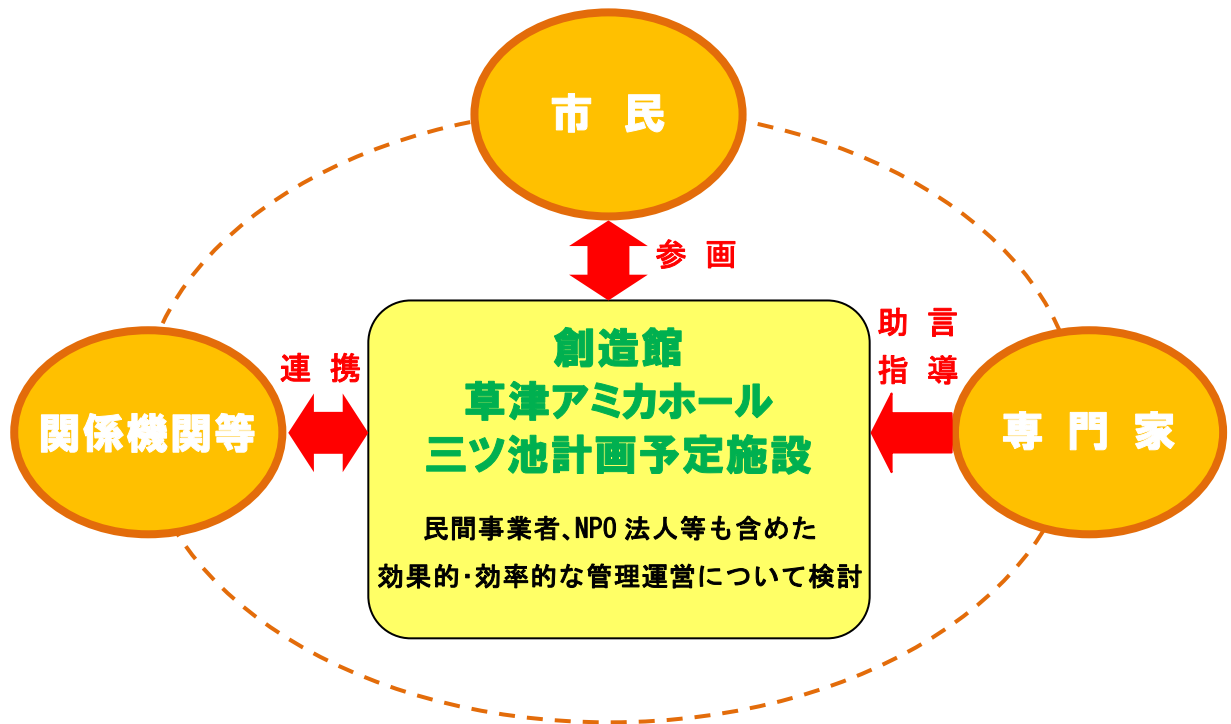 市 民
参 画
助 言
指 導
連 携
関係機関等
創造館
草津アミカホール
三ツ池計画予定施設
民間事業者、NPO 法人等も含めた
効果的・効率的な管理運営について検討
専 門 家